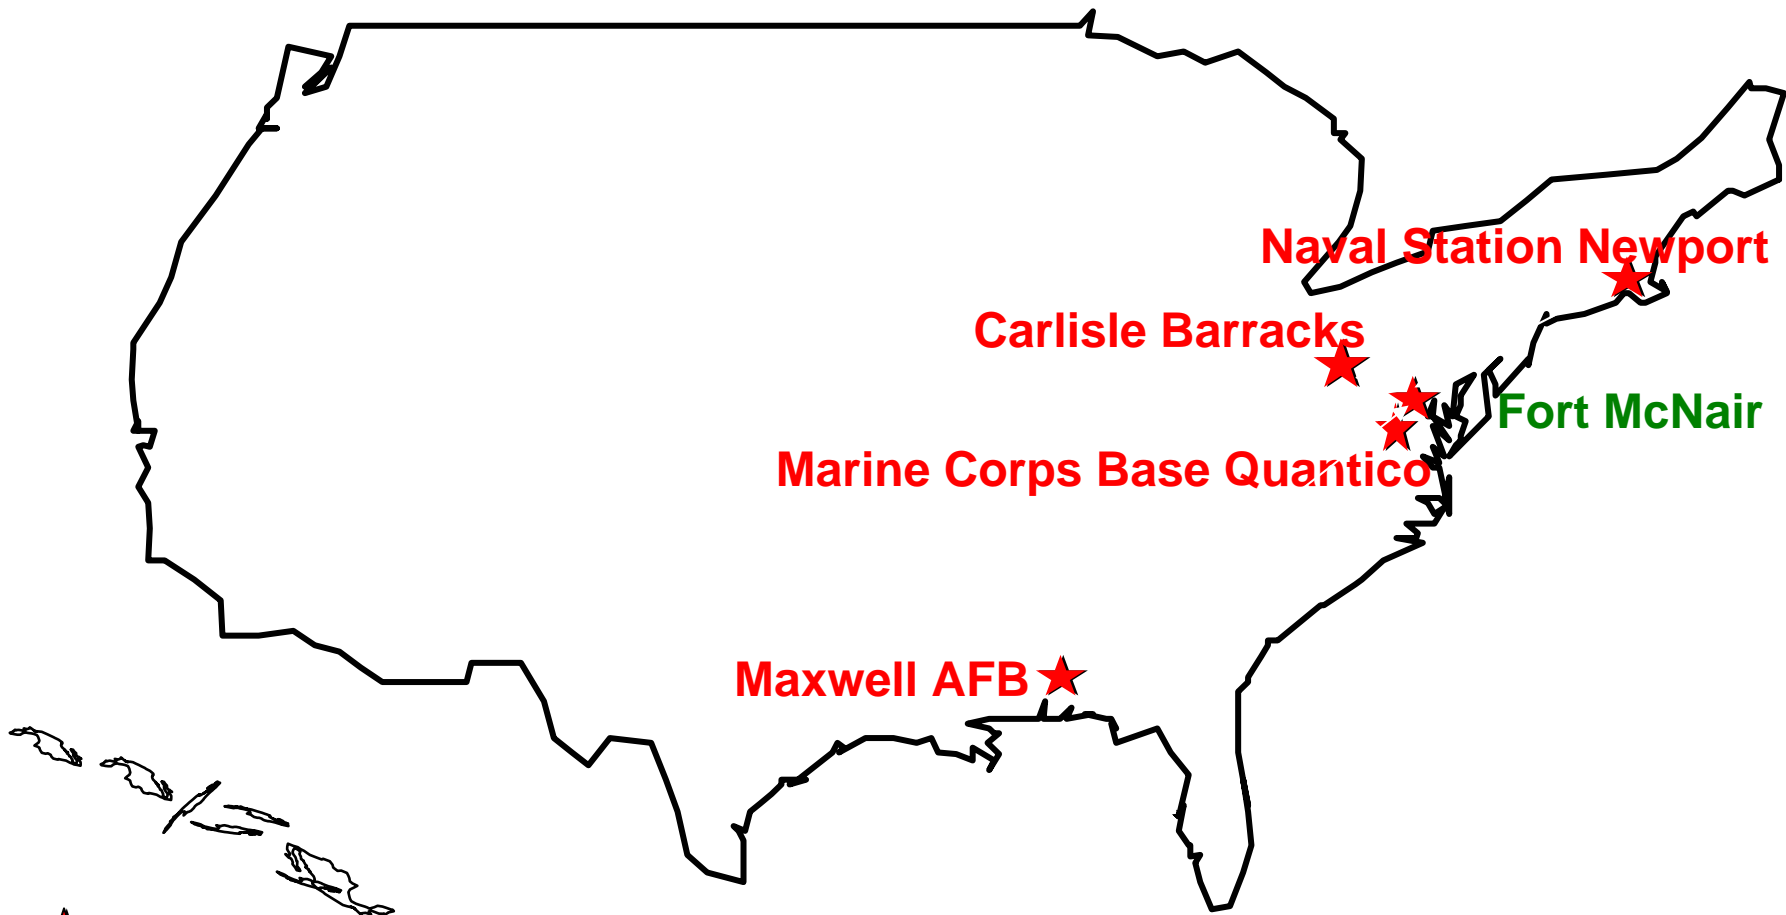 Naval Station Newport
Carlisle Barracks
Fort McNair
Marine Corps Base Quantico
Maxwell AFB